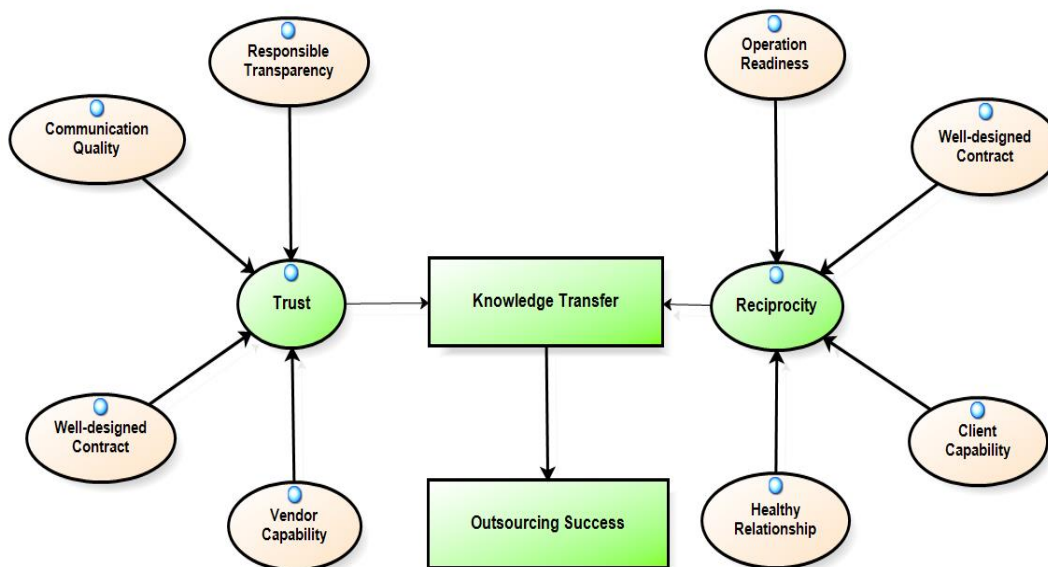 Responsible
Transparency
Operation
Readiness
Communication
Quality
Well-designed
Contract
Trust
Knowledge Transfer
Reciprocity
Well-designed
Contract
Client
Capability
Vendor
Capability
Outsourcing Success
Healthy
Relationship